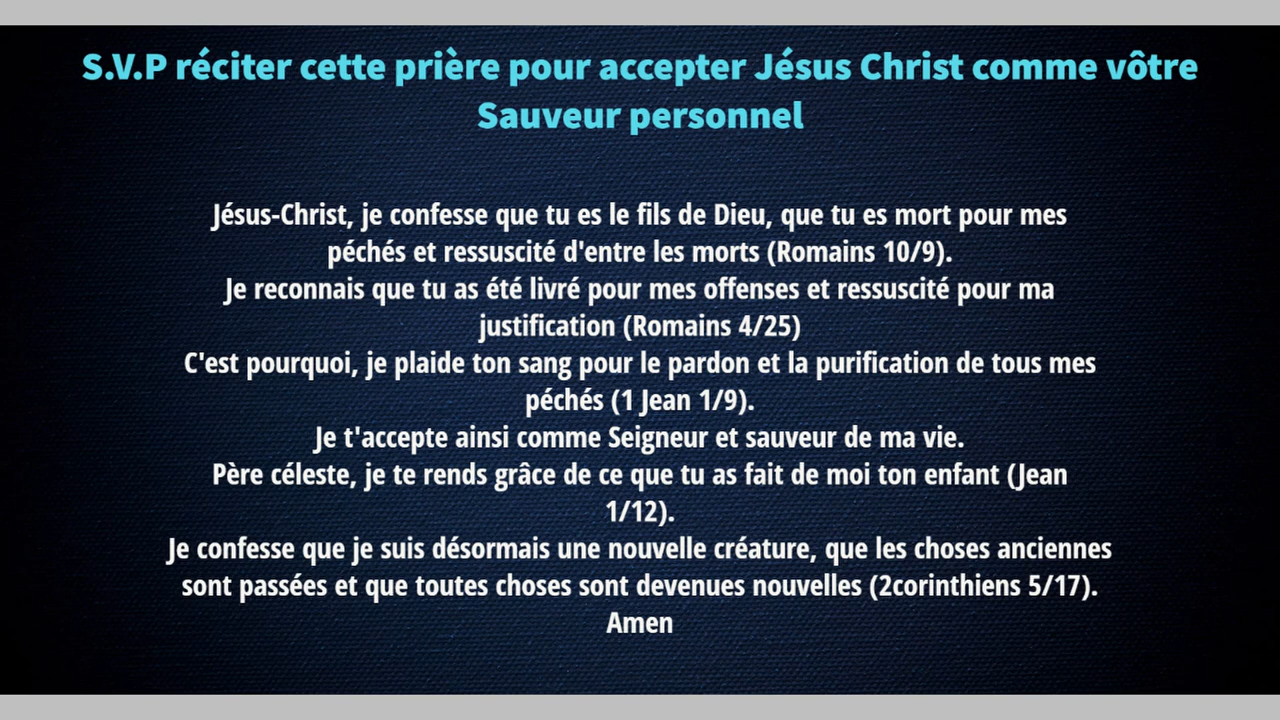 S.V.P réciter cette prière pour accepter Jésus Christ comme vôtre
Sauveur personnel
Jésus-Christ, je confesse que tu es le fils de Dieu, que tu es mort pour mes
péchés et ressuscité d'entre les morts (Romains 10/9).
Je reconnais que tu as été livré pour mes offenses et ressuscité pour ma
justification (Romains 4/25)
C'est pourquoi, je plaide ton sang pour le pardon et la purification de tous mes
péchés (1 Jean 1/9).
Je t'accepte ainsi comme Seigneur et sauveur de ma vie.
Père céleste, je te rends grâce de ce que tu as fait de moi ton enfant (Jean
1/12).
Je confesse que je suis désormais une nouvelle créature, que les choses anciennes
sont passées et que toutes choses sont devenues nouvelles (2corinthiens 5/17).
Amen